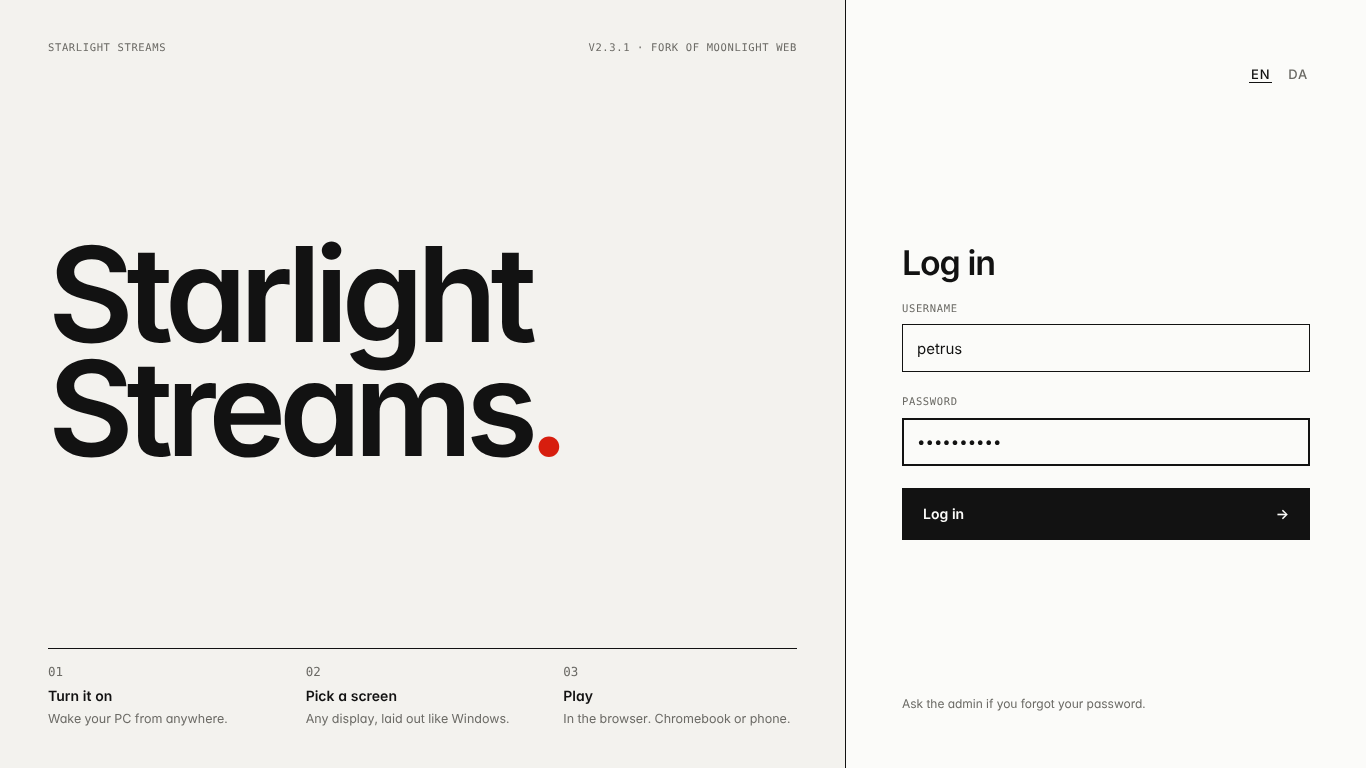 STARLIGHT STREAMS
V2.3.1 · FORK OF MOONLIGHT WEB
EN DA
Starlight
Streams.
Log in
USERNAME
petrus
PASSWORD
••••••••••
Log in →
01
Turn it on
Wake your PC from anywhere.
02
Pick a screen
Any display, laid out like Windows.
03
Play
In the browser. Chromebook or phone.
Ask the admin if you forgot your password.